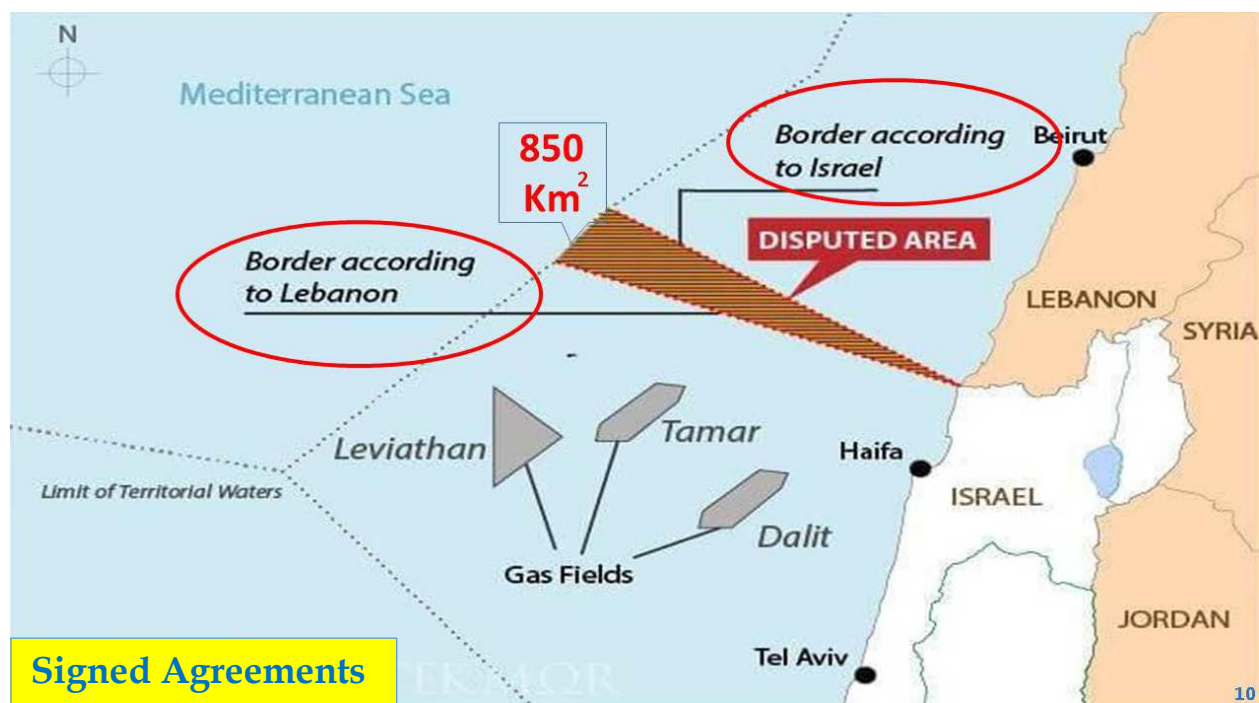 N
Mediterranean Sea
850
Km²
Border according
to Israel
Beirut
DISPUTED AREA
Border according
to Lebanon
LEBANON
SYRIA
Leviathan
Tamar
Haifa
Limit of Territorial Waters
ISRAEL
Dalit
Gas Fields
JORDAN
Tel Aviv
Signed Agreements
10